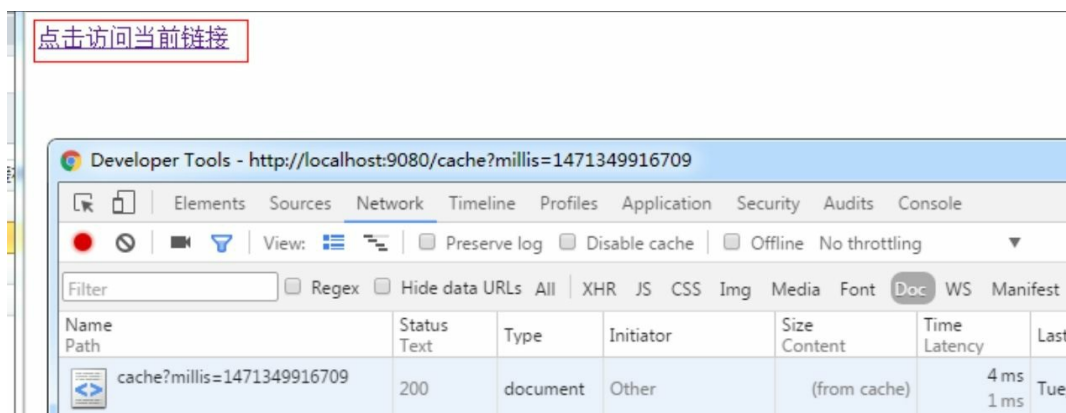 点击访问当前链接
Developer Tools - http://localhost:9080/cache?millis=1471349916709
Elements Sources Network Timeline Profiles Application Security Audits Console
View: Preserve log Disable cache Offline No throttling
Filter Regex Hide data URLs All XHR JS CSS Img Media Font Doc WS Manifest
Name Status Type Initiator Size Time Last
Path Text Content Latency
cache?millis=1471349916709 200 document Other (from cache) 4 ms Tue
1 ms